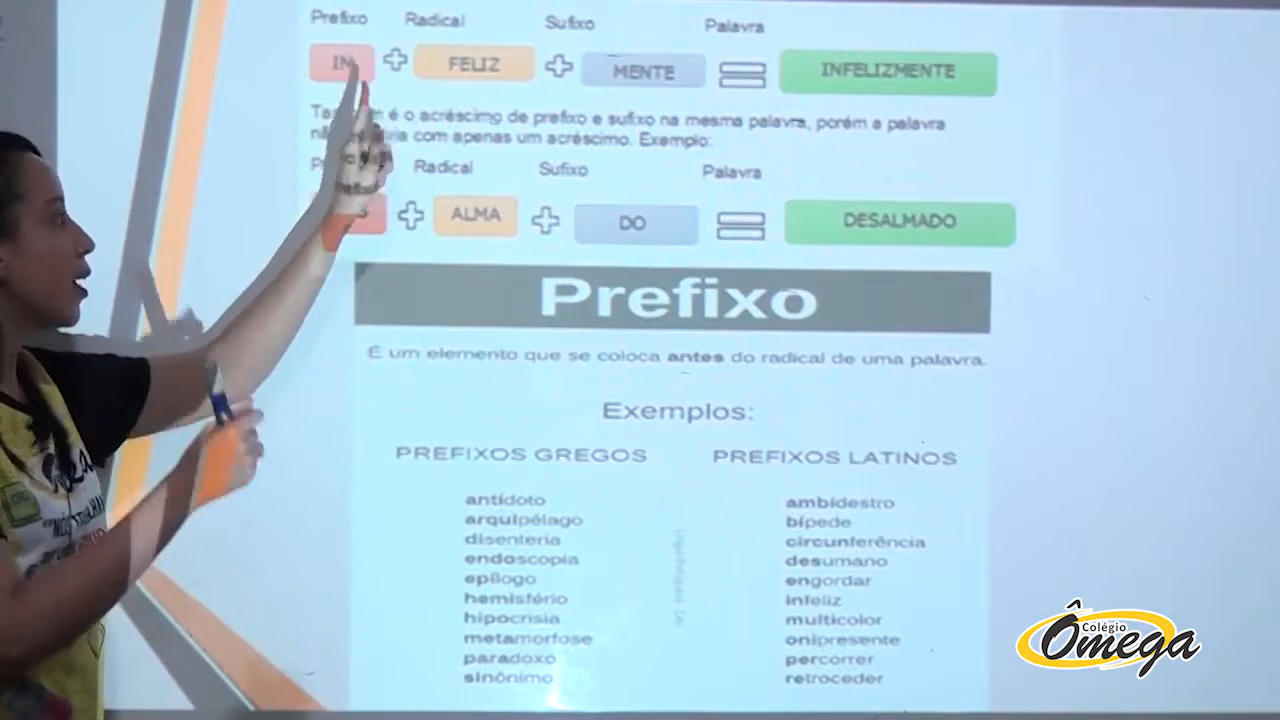 Prefixo Radical Sufixo Palavra
IN FELIZ MENTE INFELIZMENTE
é o acréscimo de prefixo e sufixo na mesma palavra, porém a palavra
com apenas um acréscimo. Exemplo:
Radical Sufixo Palavra
ALMA DO DESALMADO
Prefixo
É um elemento que se coloca antes do radical de uma palavra.
Exemplos:
PREFIXOS GREGOS PREFIXOS LATINOS
antídoto ambidestro
arquipélago bípede
disenteria circunferência
endoscopia desumano
epílogo engordar
hemisfério infeliz
hipocrisia multicolor
metamorfose onipresente
paradoxo percorrer
sinônimo retroceder
Colégio
Ômega